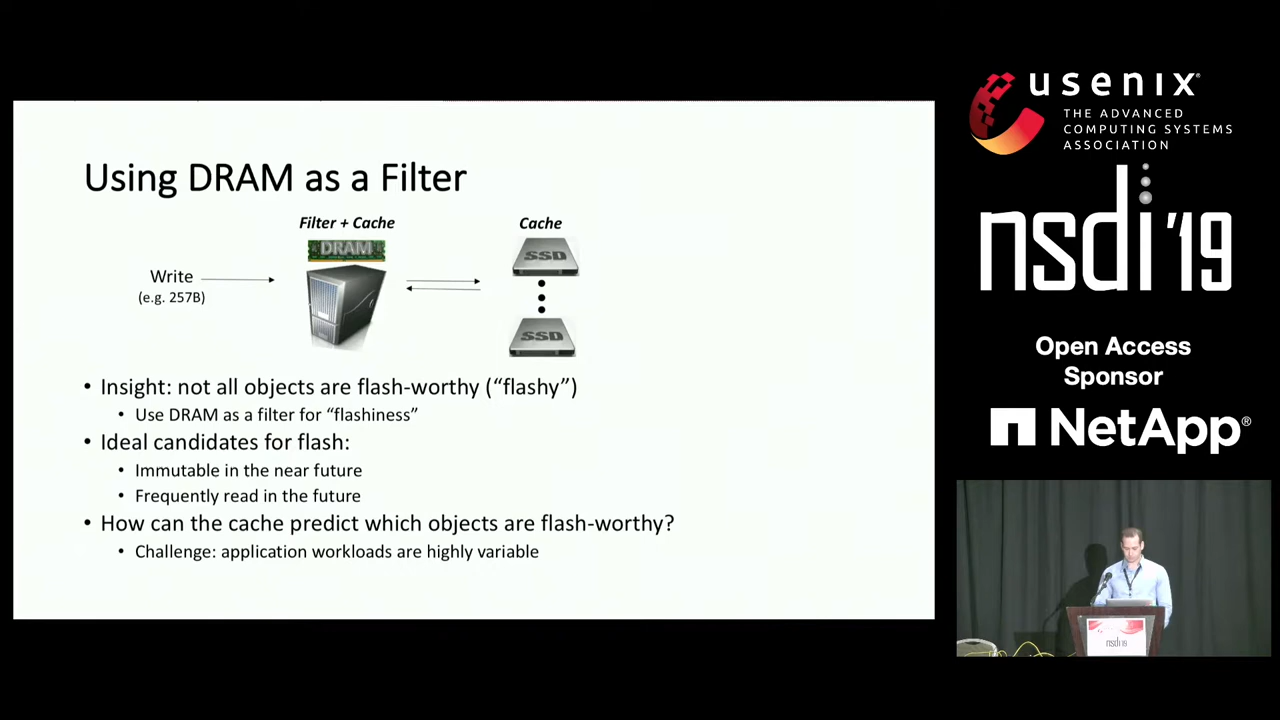 Using DRAM as a Filter
Filter + Cache
Cache
DRAM
SSD
Write
(e.g. 257B)
SSD
• Insight: not all objects are flash-worthy (“flashy”)
• Use DRAM as a filter for “flashiness”
• Ideal candidates for flash:
• Immutable in the near future
• Frequently read in the future
• How can the cache predict which objects are flash-worthy?
• Challenge: application workloads are highly variable
usenix®
THE ADVANCED
COMPUTING SYSTEMS
ASSOCIATION
nsdi '19
Open Access
Sponsor
NetApp®
nsdi'19